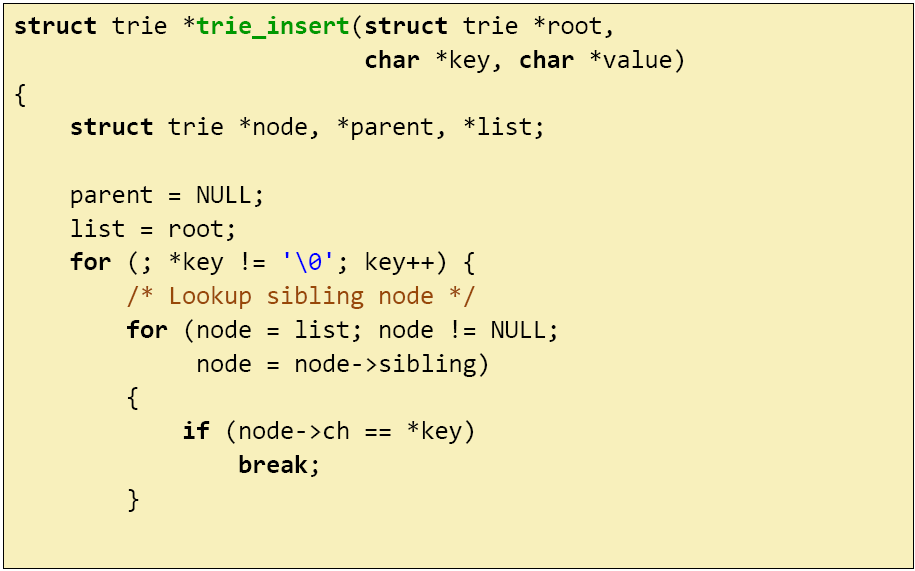 struct trie *trie_insert(struct trie *root,
                         char *key, char *value)
{
    struct trie *node, *parent, *list;

    parent = NULL;
    list = root;
    for (; *key != '\0'; key++) {
        /* Lookup sibling node */
        for (node = list; node != NULL;
             node = node->sibling)
        {
            if (node->ch == *key)
                break;
        }